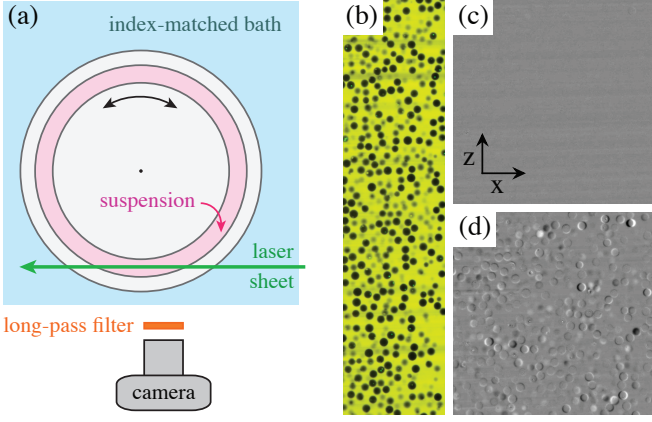 (a)
index-matched bath
suspension
laser
sheet
long-pass filter
camera
(b)
(c)
z
x
(d)